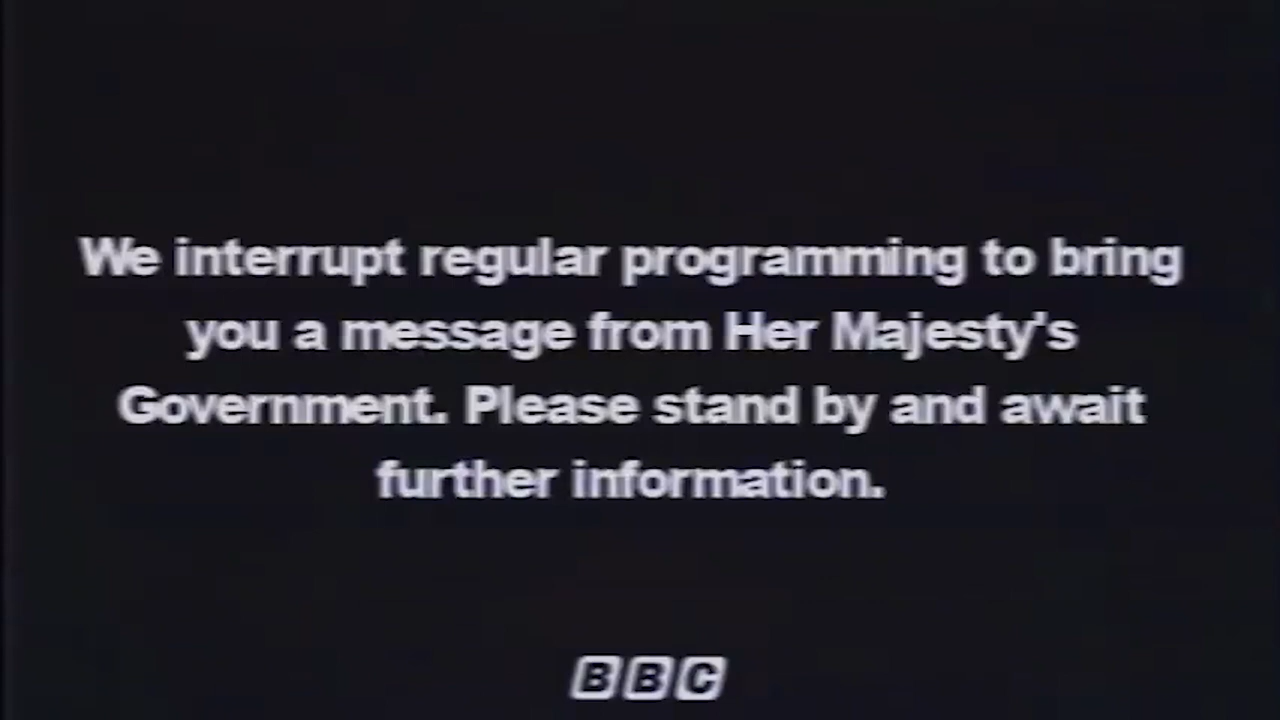 We interrupt regular programming to bring
you a message from Her Majesty's
Government. Please stand by and await
further information.
BBC